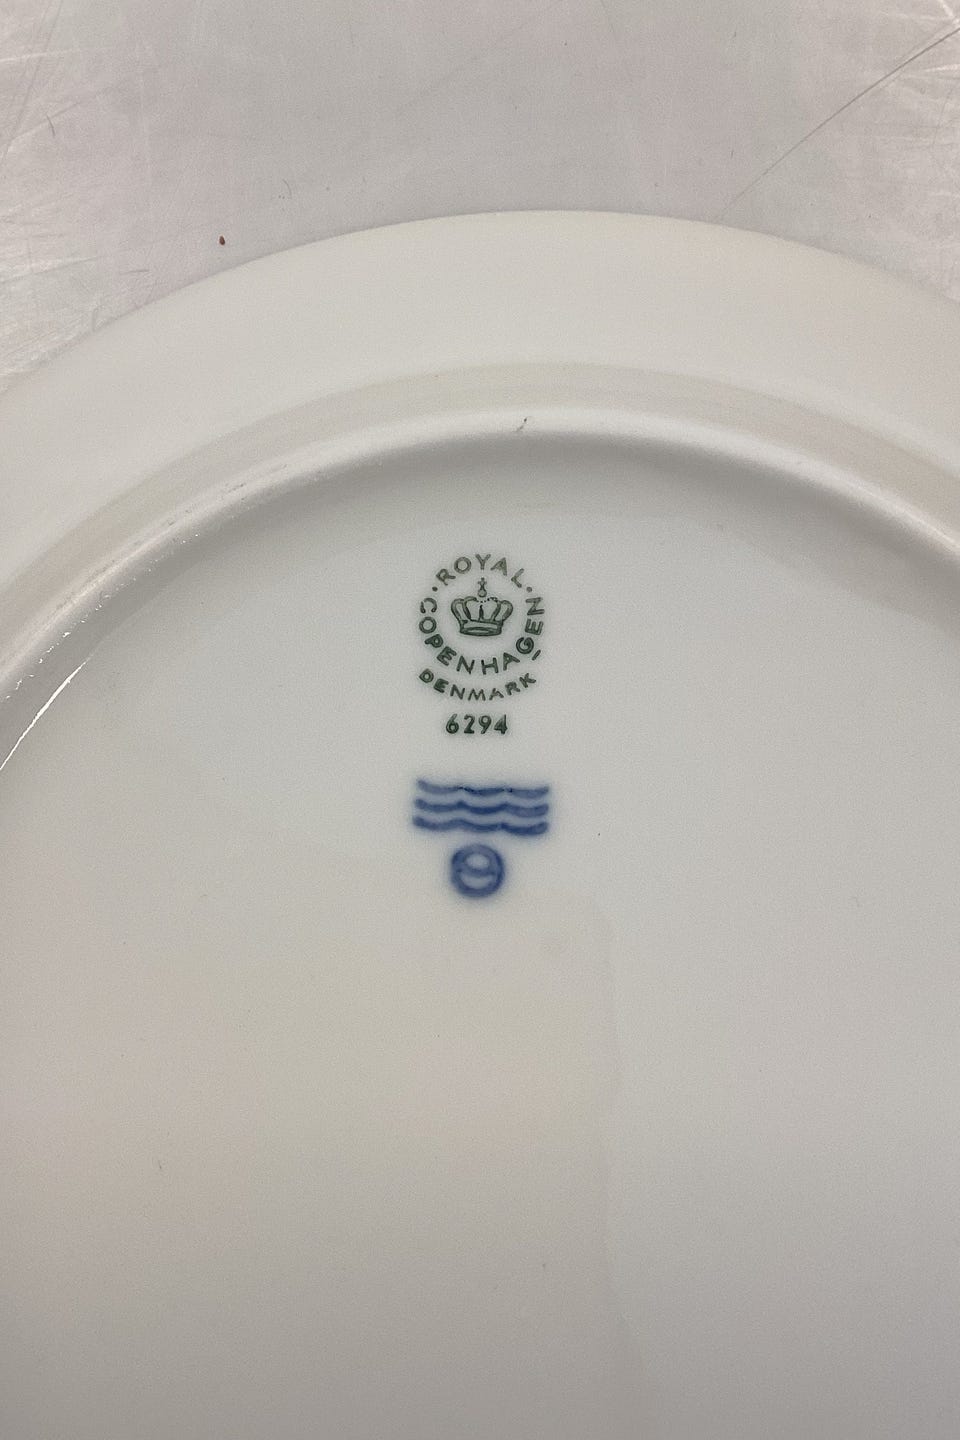 ROYAL
COPENHAGEN
DENMARK
6294